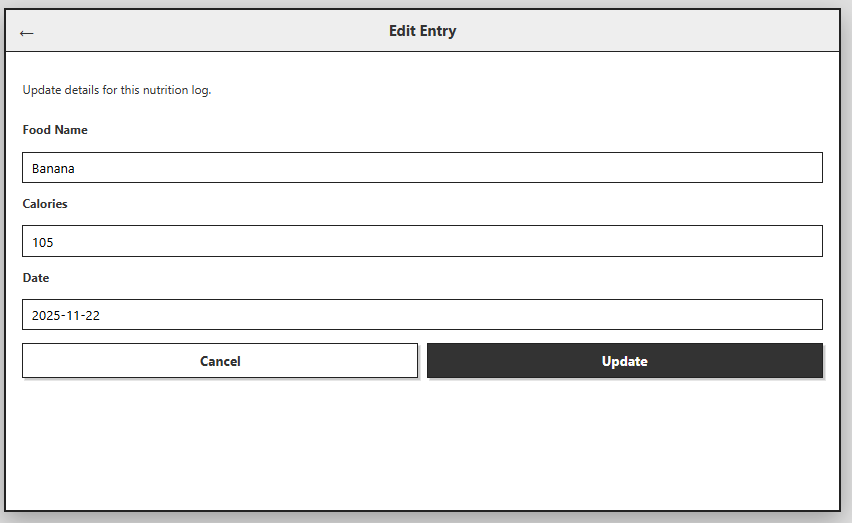 ← Edit Entry
Update details for this nutrition log.
Food Name
Banana
Calories
105
Date
2025-11-22
Cancel Update